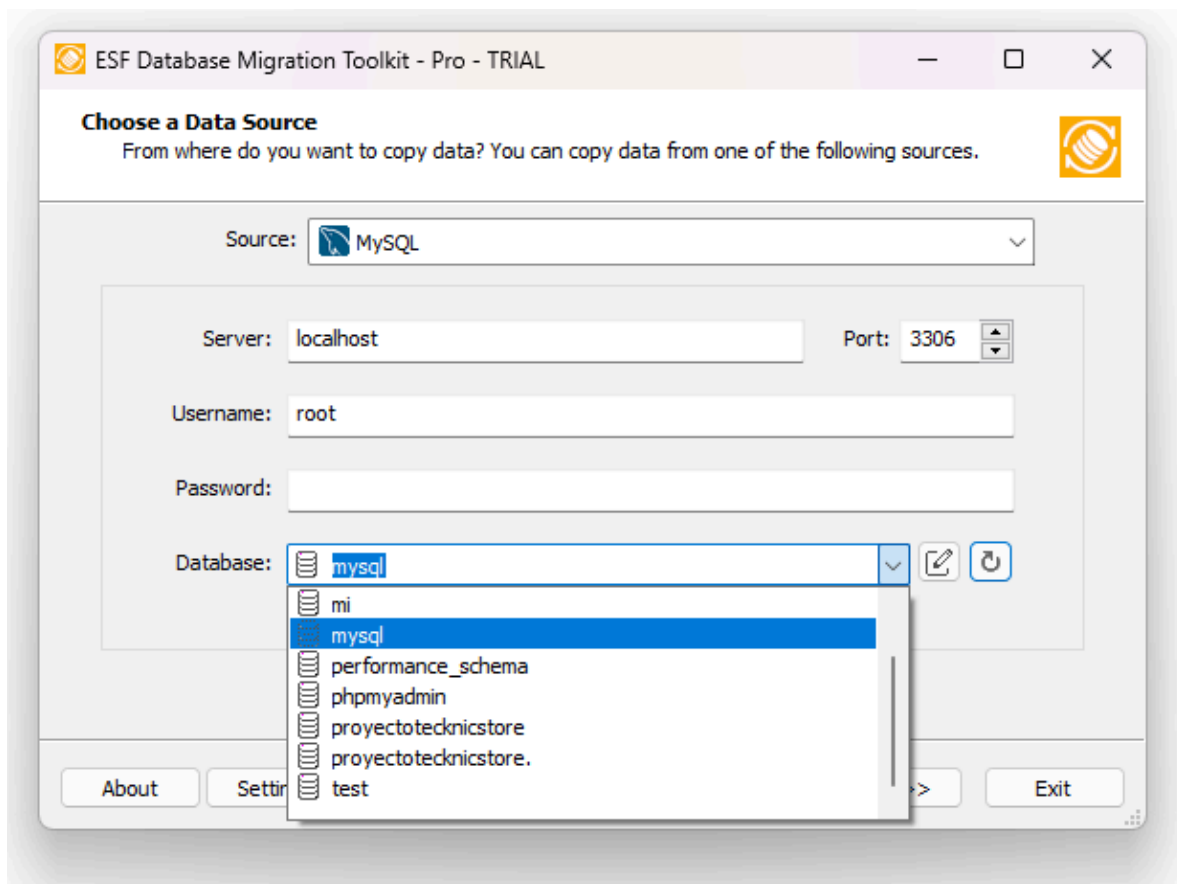 ESF Database Migration Toolkit - Pro - TRIAL
Choose a Data Source
From where do you want to copy data? You can copy data from one of the following sources.
Source: MySQL
Server: localhost Port: 3306
Username: root
Password:
Database: mysql
mi
mysql
performance_schema
phpmyadmin
proyectotecknicstore
proyectotecknicstore.
test
About Settin >> Exit